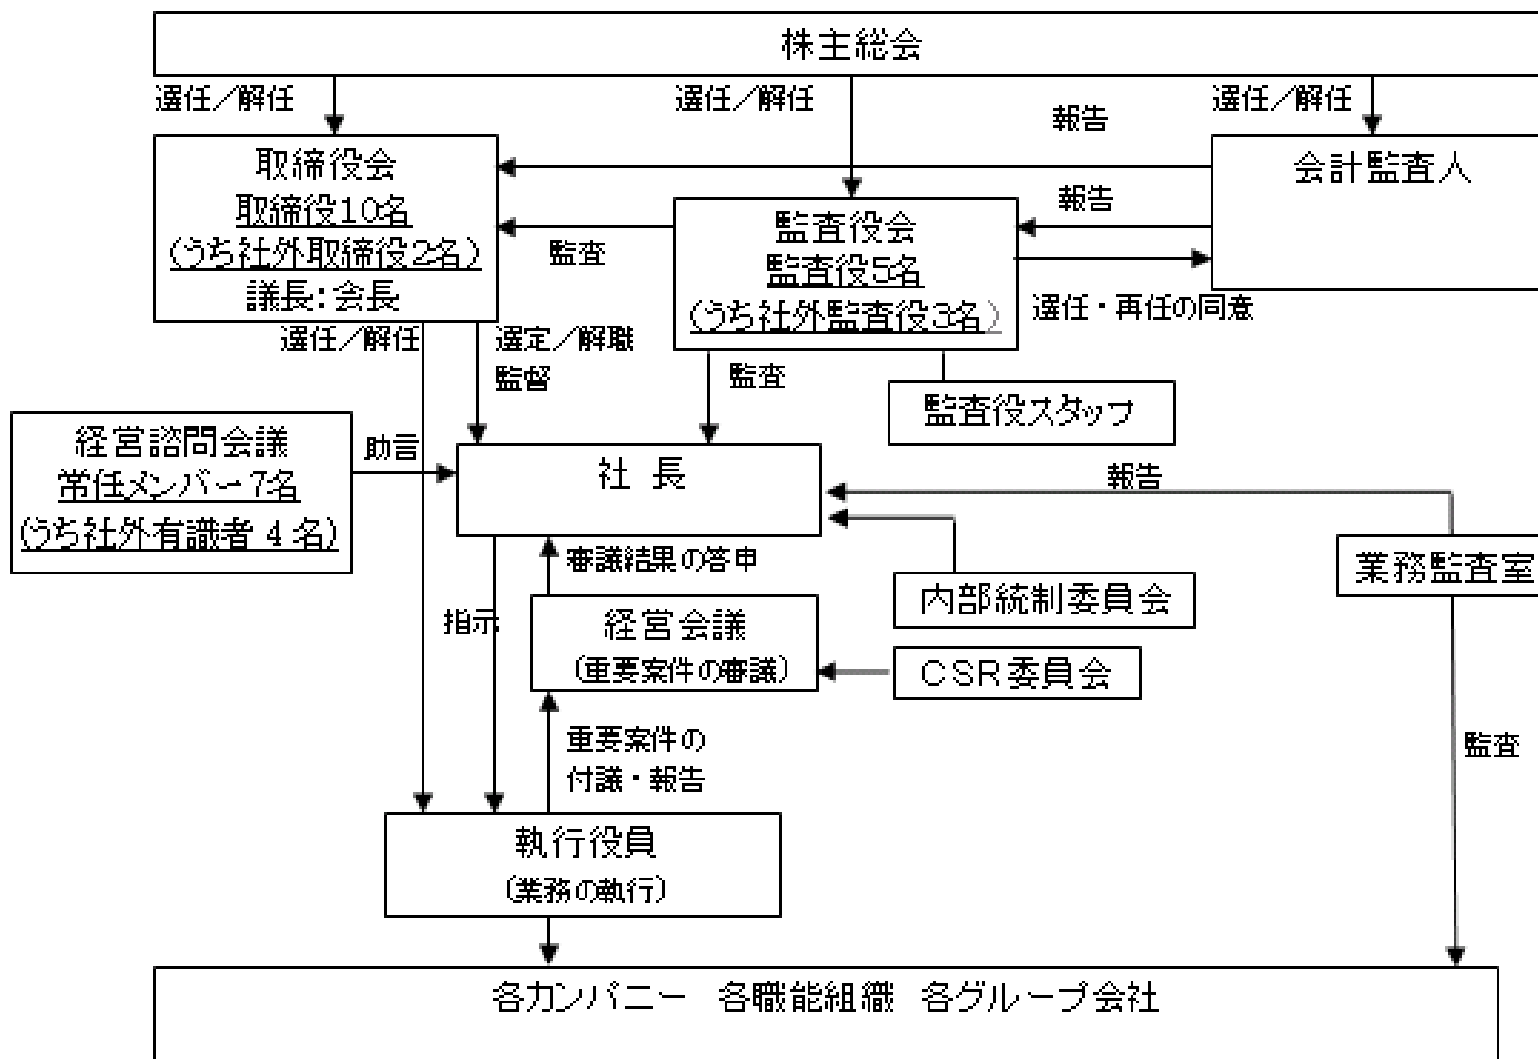 株主総会
選任／解任
選任／解任
選任／解任
報告
取締役会
取締役10名
(うち社外取締役2名)
議長：会長
会計監査人
報告
監査役会
監査役5名
(うち社外監査役3名)
監査
選任・再任の同意
選任／解任
選定／解職
監督
監査
監査役スタッフ
経営諮問会議
常任メンバー7名
(うち社外有識者 4 名)
助言
社 長
報告
業務監査室
審議結果の答申
内部統制委員会
指示
経営会議
(重要案件の審議)
CSR委員会
重要案件の
付議・報告
監査
執行役員
(業務の執行)
各カンパニー 各職能組織 各グループ会社